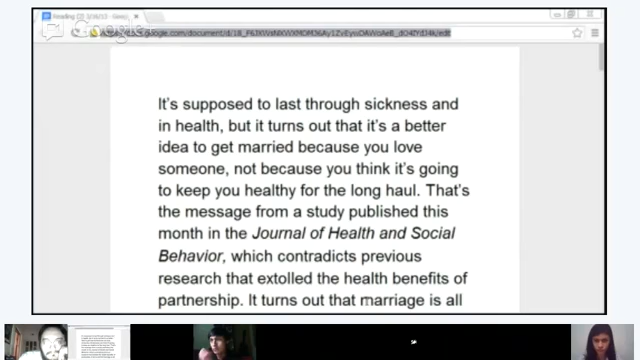 Google
It's supposed to last through sickness and
in health, but it turns out that it's a better
idea to get married because you love
someone, not because you think it's going
to keep you healthy for the long haul. That's
the message from a study published this
month in the Journal of Health and Social
Behavior, which contradicts previous
research that extolled the health benefits of
partnership. It turns out that marriage is all